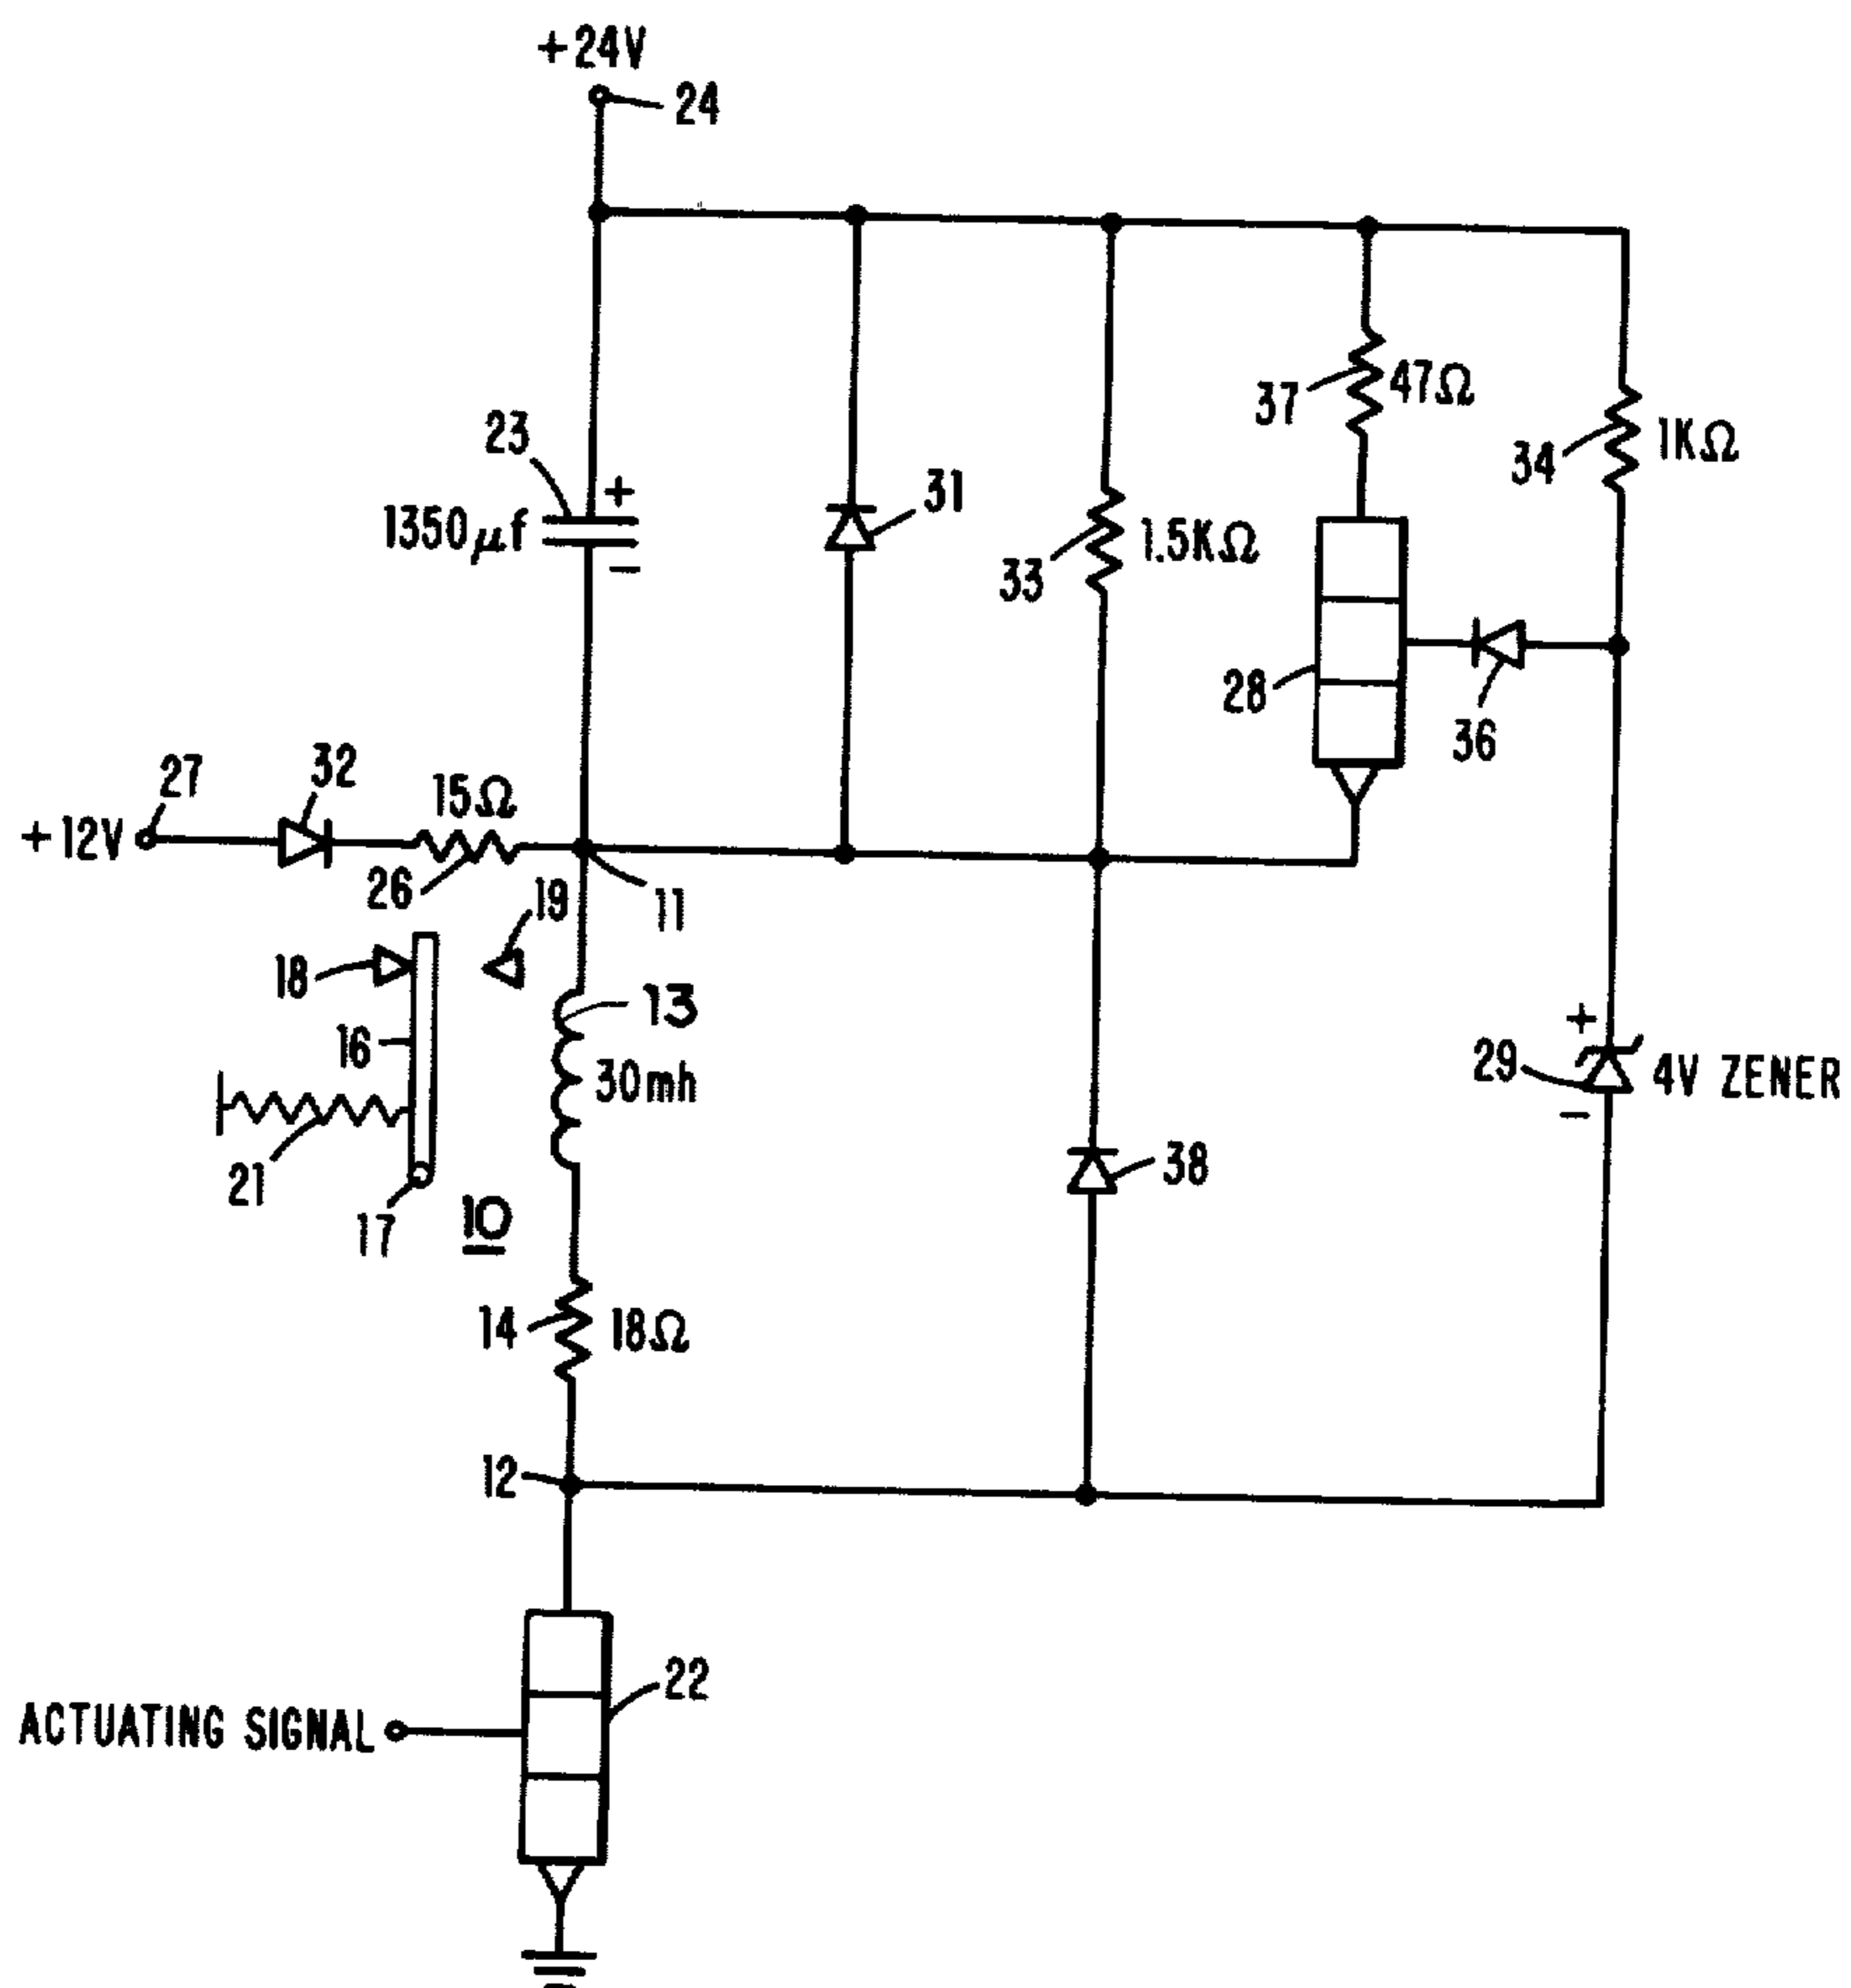 +24V
24
23
+
1350µf
−
31
33
1.5KΩ
37
47Ω
34
1KΩ
28
36
27
32
15Ω
+12V
26
19
11
18
13
16
30mh
21
17
10
+
29
4V ZENER
−
38
14
18Ω
12
22
ACTUATING SIGNAL